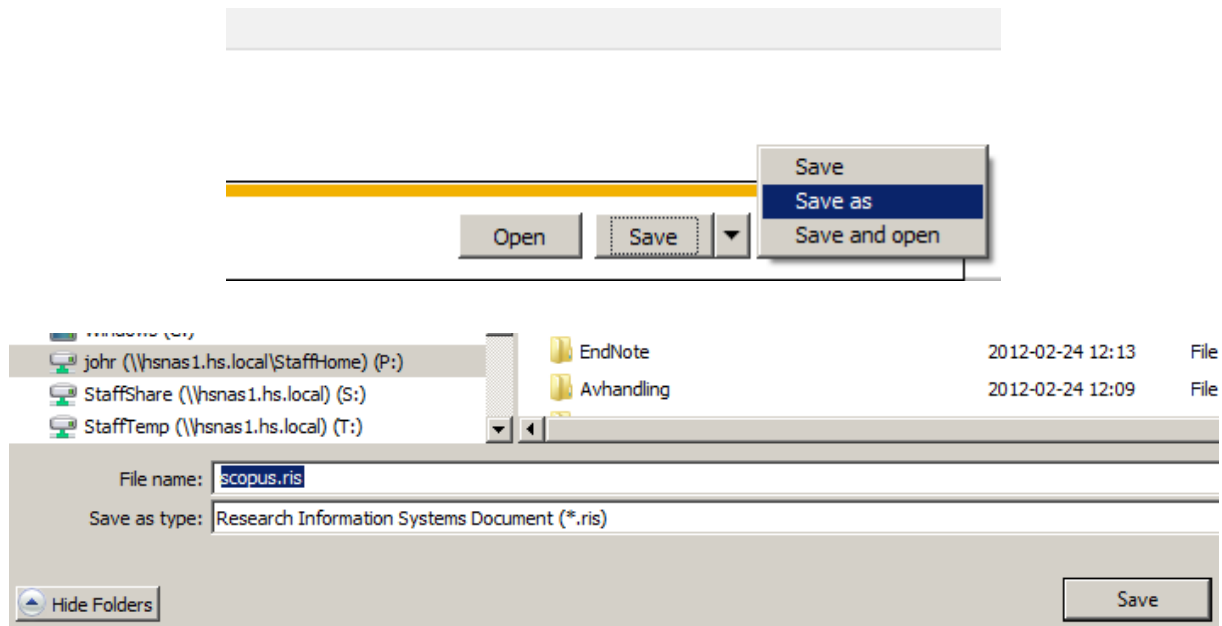 Save
Save as
Open Save Save and open
johr (\\hsnas1.hs.local\StaffHome) (P:) EndNote 2012-02-24 12:13 File
StaffShare (\\hsnas1.hs.local) (S:) Avhandling 2012-02-24 12:09 File
StaffTemp (\\hsnas1.hs.local) (T:)
File name: scopus.ris
Save as type: Research Information Systems Document (*.ris)
Hide Folders Save